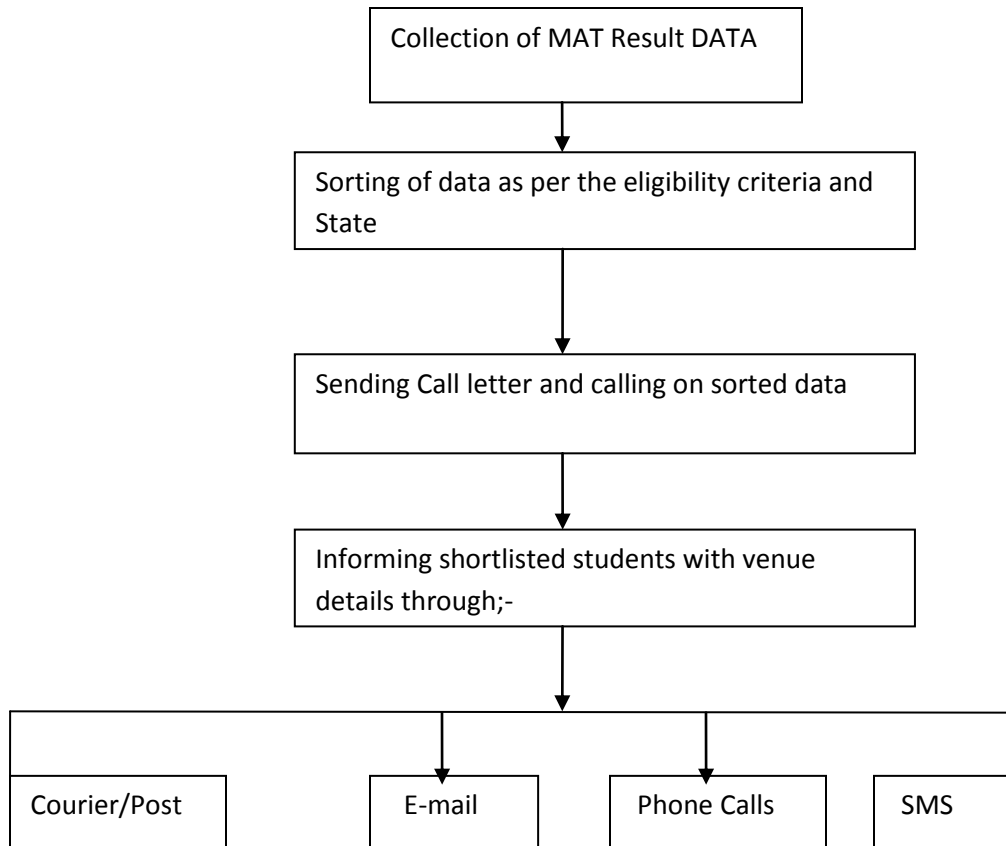 Collection of MAT Result DATA
Sorting of data as per the eligibility criteria and
State
Sending Call letter and calling on sorted data
Informing shortlisted students with venue
details through;-
Courier/Post
E-mail
Phone Calls
SMS